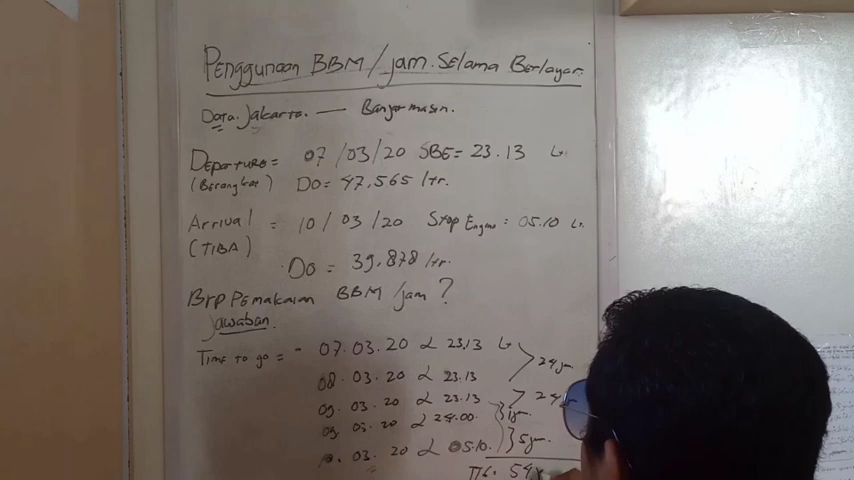 Penggunaan BBM/jam. Selama Berlayar.
Data. Jakarta. — Banjarmasin.
Departure = 07/03/20 SBE = 23.13 Lt.
(Berangkat) Do = 47,565 ltr.
Arrival = 10/03/20 Stop Engine = 05.10 Lt.
(TIBA)
Do = 39,878 ltr.
Brp Pemakaian BBM/jam?
Jawaban.
Time to go = - 07.03.20 23.13 Lt
24 jam
08.03.20 23.13
09.03.20 23.13
1 jam.
09.03.20 24.00
03.20 05.10. 5 jam.
54